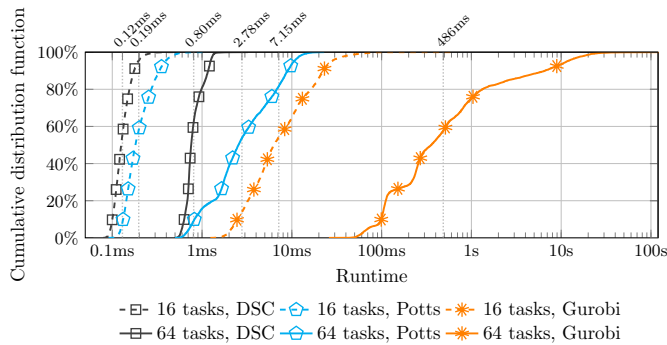 0.12ms 0.19ms 0.80ms 2.78ms 7.15ms 486ms
100%
80%
60%
40%
20%
0%
Cumulative distribution function
0.1ms 1ms 10ms 100ms 1s 10s 100s
Runtime
16 tasks, DSC 16 tasks, Potts 16 tasks, Gurobi
64 tasks, DSC 64 tasks, Potts 64 tasks, Gurobi